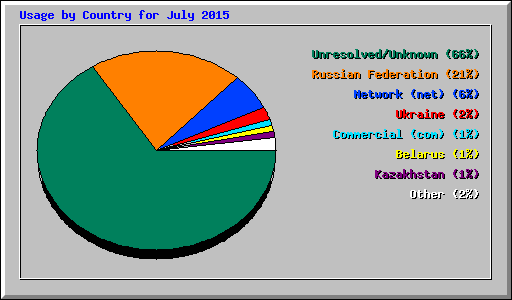 Usage by Country for July 2015
Unresolved/Unknown (66%)
Russian Federation (21%)
Network (net) (6%)
Ukraine (2%)
Commercial (com) (1%)
Belarus (1%)
Kazakhstan (1%)
Other (2%)